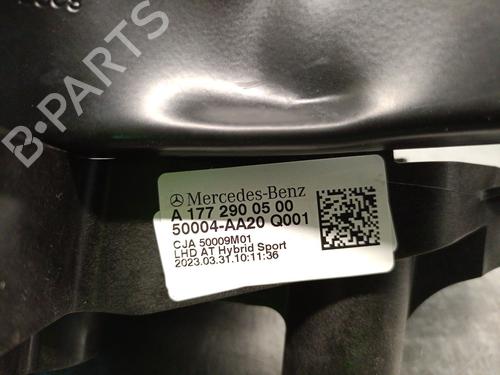 B-PARTS
Mercedes-Benz
A 177 290 05 00
50004-AA20 Q001
CJA 50009M01
LHD AT Hybrid Sport
2023.03.31.10:11:36